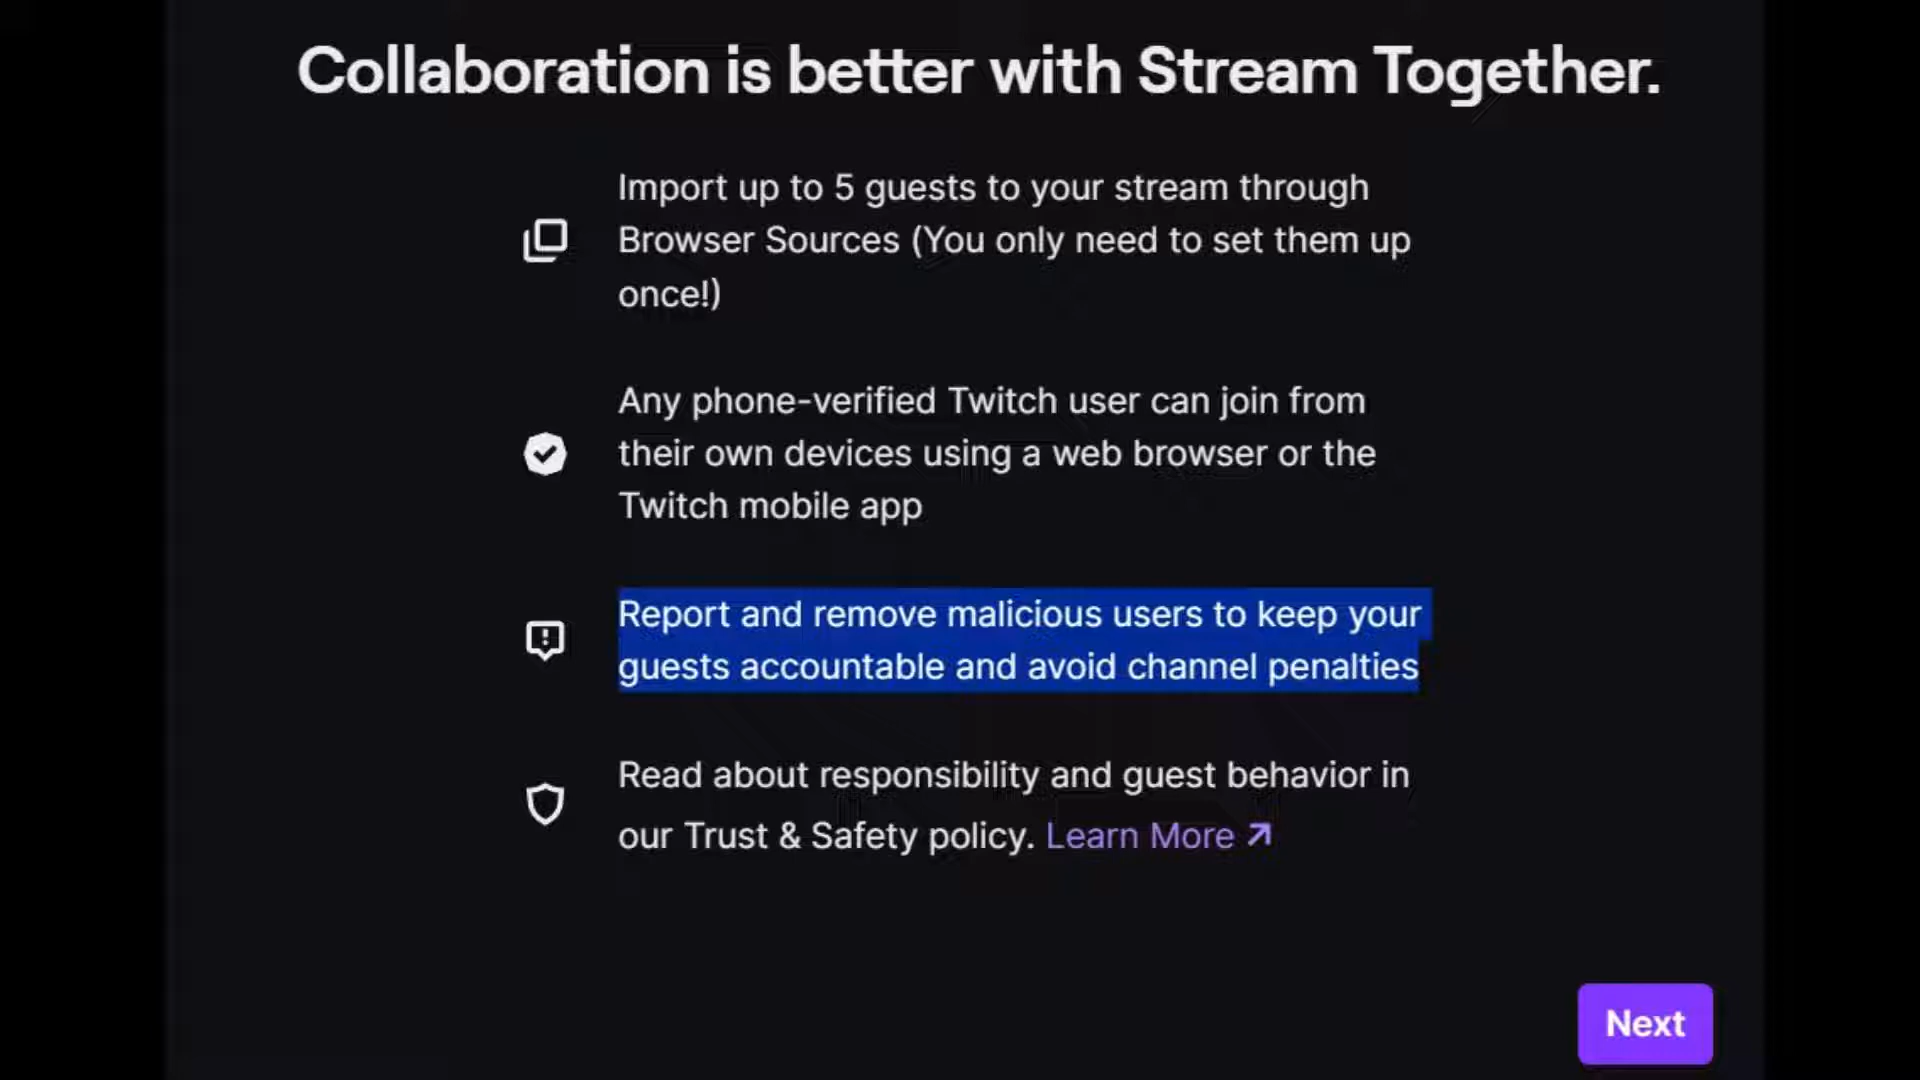 Collaboration is better with Stream Together.
Import up to 5 guests to your stream through
Browser Sources (You only need to set them up
once!)
Any phone-verified Twitch user can join from
their own devices using a web browser or the
Twitch mobile app
Report and remove malicious users to keep your
guests accountable and avoid channel penalties
Read about responsibility and guest behavior in
our Trust & Safety policy. Learn More
Next